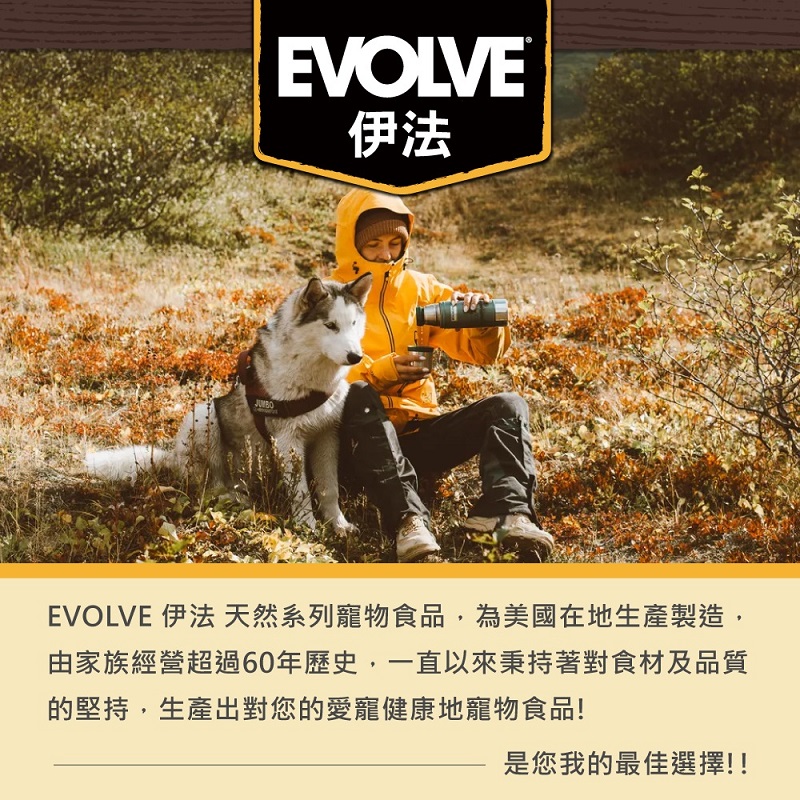 EVOLVE®
伊法
JUMBO
EVOLVE 伊法 天然系列寵物食品，為美國在地生產製造，
由家族經營超過60年歷史，一直以來秉持著對食材及品質
的堅持，生產出對您的愛寵健康地寵物食品!
是您我的最佳選擇!!